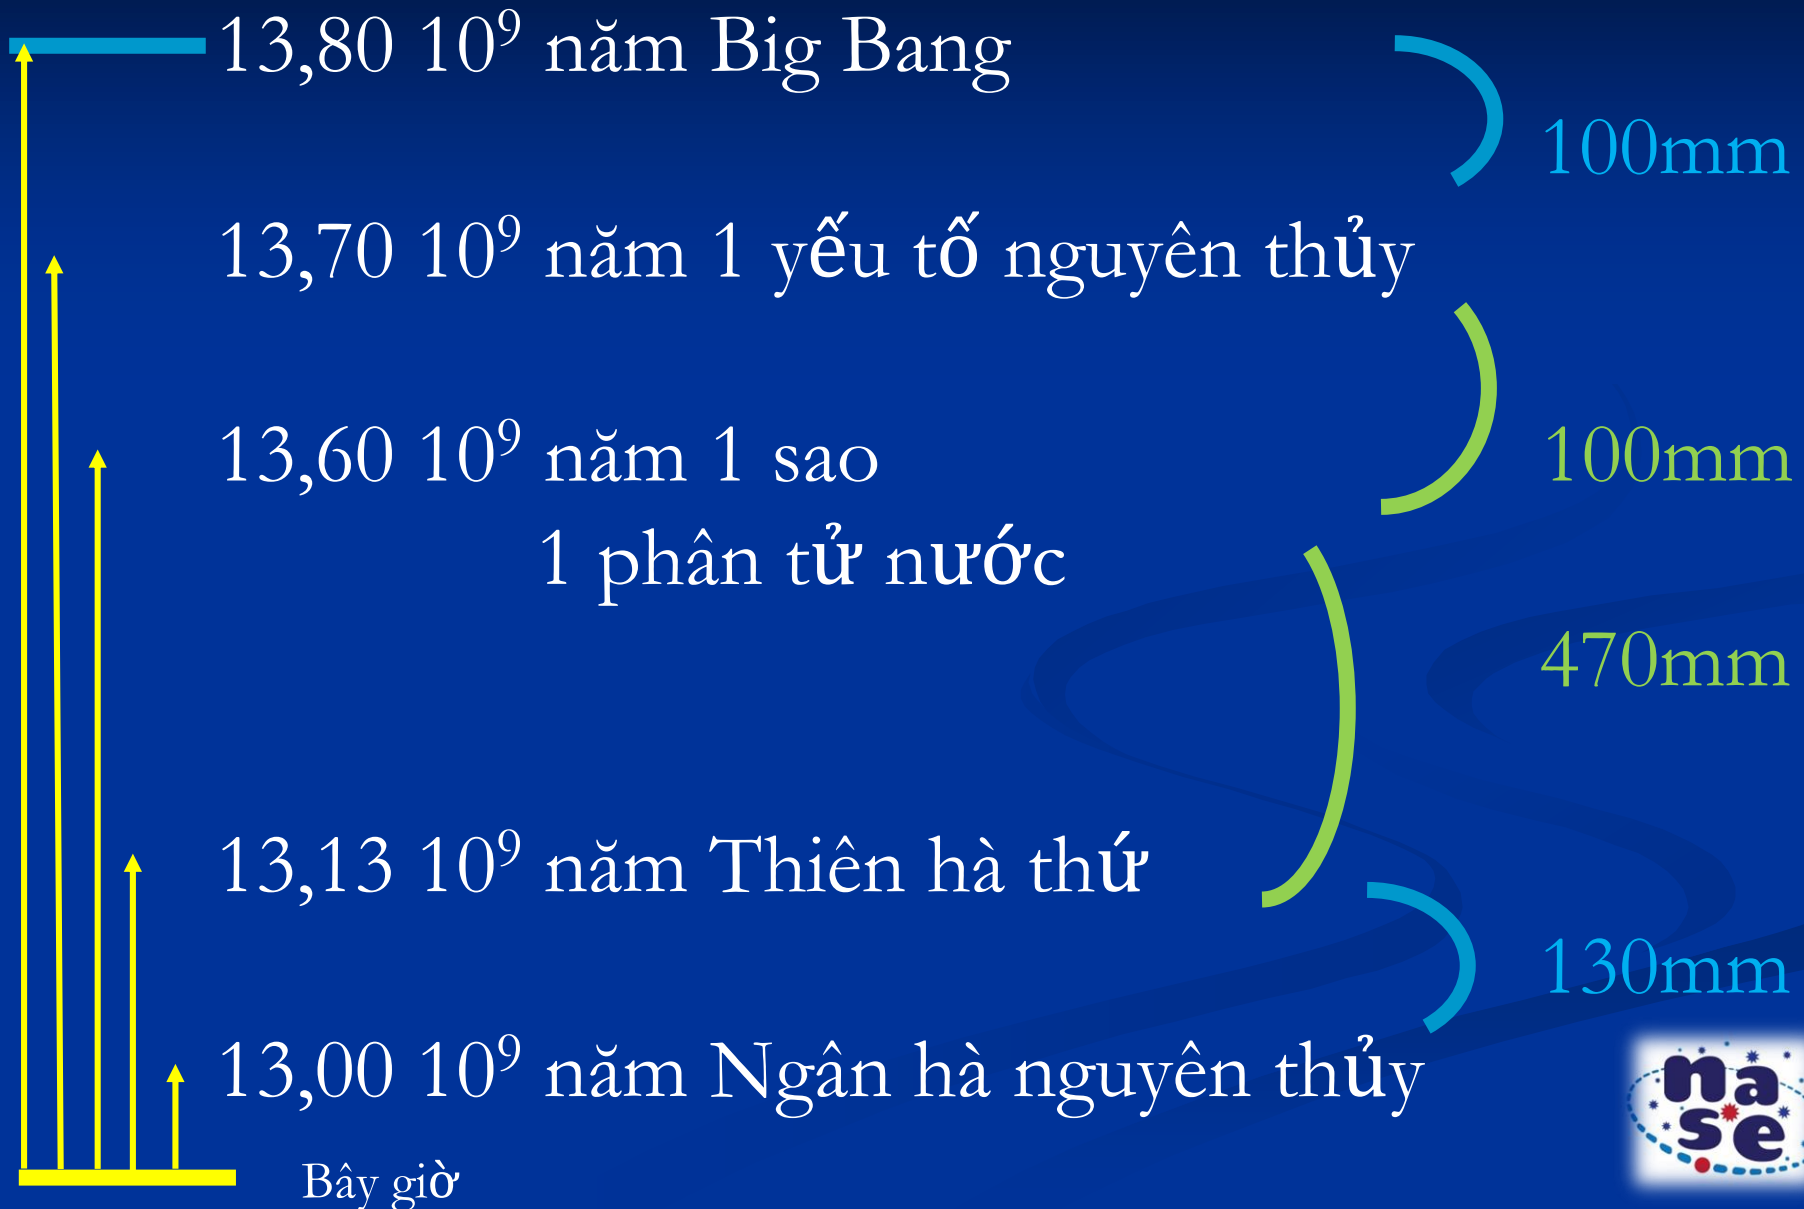 13,80 10⁹ năm Big Bang
100mm
13,70 10⁹ năm 1 yếu tố nguyên thủy
13,60 10⁹ năm 1 sao
100mm
1 phân tử nước
470mm
13,13 10⁹ năm Thiên hà thứ
130mm
13,00 10⁹ năm Ngân hà nguyên thủy
Bây giờ
nase